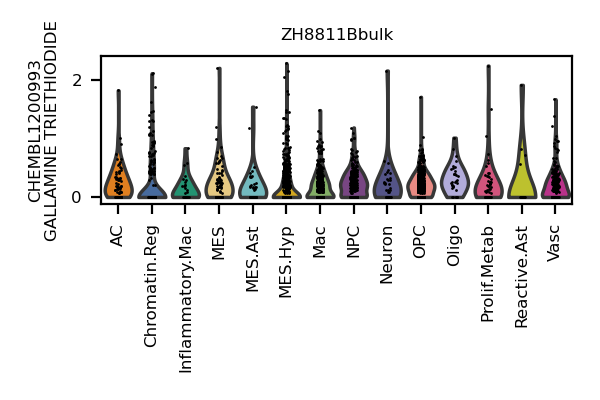 ZH8811Bbulk
CHEMBL1200993
GALLAMINE TRIETHIODIDE
2
0
AC
Chromatin.Reg
Inflammatory.Mac
MES
MES.Ast
MES.Hyp
Mac
NPC
Neuron
OPC
Oligo
Prolif.Metab
Reactive.Ast
Vasc